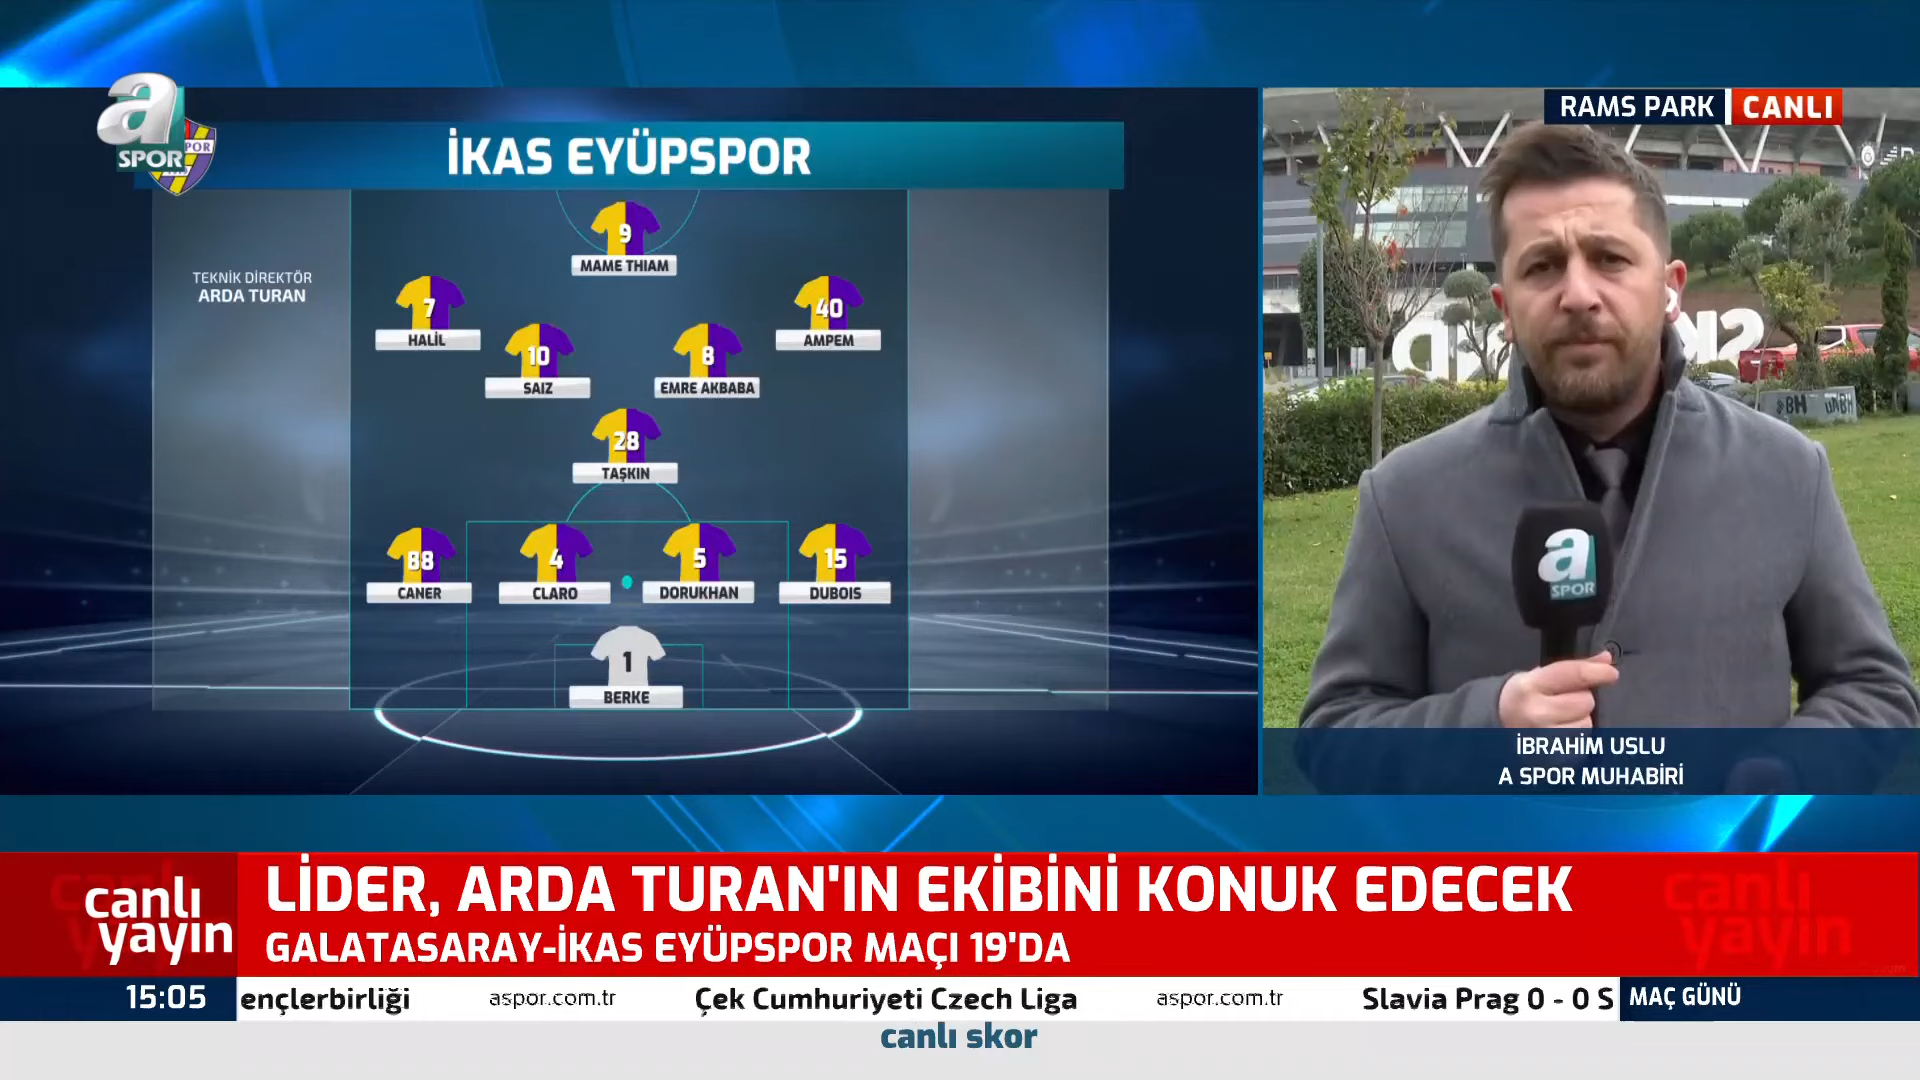 a
SPOR
POR
İKAS EYÜPSPOR
TEKNİK DİREKTÖR
ARDA TURAN
9
MAME THIAM
7
HALİL
40
AMPEM
10
SAIZ
8
EMRE AKBABA
28
TAŞKIN
88
CANER
4
CLARO
5
DORUKHAN
15
DUBOIS
1
BERKE
RAMS PARK
CANLI
a
SPOR
İBRAHİM USLU
A SPOR MUHABİRİ
canlı
yayın
LİDER, ARDA TURAN'IN EKİBİNİ KONUK EDECEK
GALATASARAY-İKAS EYÜPSPOR MAÇI 19'DA
canlı
yayın
15:05
ençlerbirliği aspor.com.tr Çek Cumhuriyeti Czech Liga aspor.com.tr Slavia Prag 0 - 0 S
MAÇ GÜNÜ
canlı skor